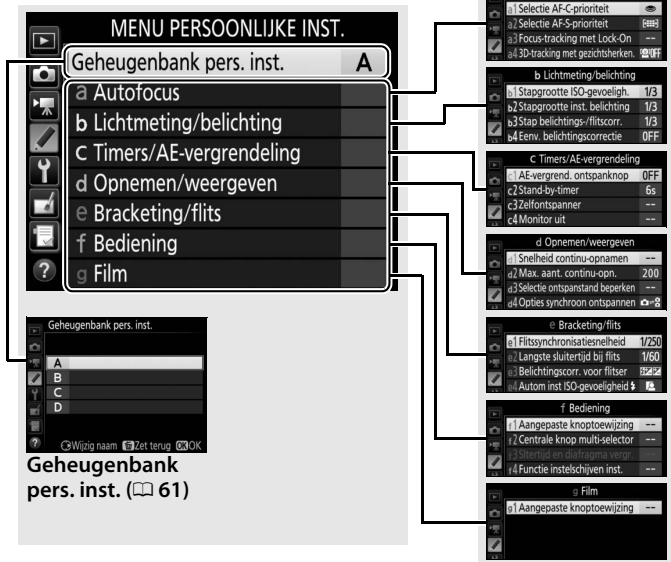 MENU PERSOONLIJKE INST.
Geheugenbank pers. inst. A
a Autofocus
b Lichtmeting/belichting
c Timers/AE-vergrendeling
d Opnemen/weergeven
e Bracketing/flits
f Bediening
g Film
Geheugenbank pers. inst.
A
B
C
D
Wijzig naam Zet terug OK OK
Geheugenbank
pers. inst. (61)
a1 Selectie AF-C-prioriteit
a2 Selectie AF-S-prioriteit
a3 Focus-tracking met Lock-On --
a4 3D-tracking met gezichtsherken. OFF
b Lichtmeting/belichting
b1 Stapgrootte ISO-gevoeligh. 1/3
b2 Stapgrootte inst. belichting 1/3
b3 Stap belichtings-/flitscorr. 1/3
b4 Eenv. belichtingscorrectie OFF
c Timers/AE-vergrendeling
c1 AE-vergrend. ontspanknop OFF
c2 Stand-by-timer 6s
c3 Zelfontspanner --
c4 Monitor uit --
d Opnemen/weergeven
d1 Snelheid continu-opnamen --
d2 Max. aant. continu-opn. 200
d3 Selectie ontspanstand beperken --
d4 Opties synchroon ontspannen
e Bracketing/flits
e1 Flitssynchronisatiesnelheid 1/250
e2 Langste sluitertijd bij flits 1/60
e3 Belichtingscorr. voor flitser
e4 Autom inst ISO-gevoeligheid
f Bediening
f1 Aangepaste knoptoewijzing --
f2 Centrale knop multi-selector --
f3 Sltertijd en diafragma vergr. --
f4 Functie instelschijven inst. --
g Film
g1 Aangepaste knoptoewijzing --